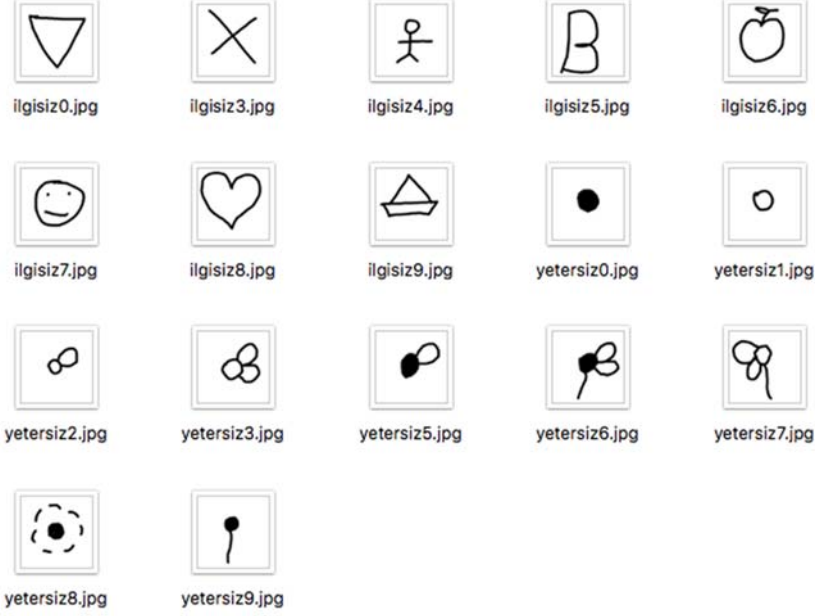 ilgisiz0.jpg ilgisiz3.jpg ilgisiz4.jpg ilgisiz5.jpg ilgisiz6.jpg
ilgisiz7.jpg ilgisiz8.jpg ilgisiz9.jpg yetersiz0.jpg yetersiz1.jpg
yetersiz2.jpg yetersiz3.jpg yetersiz5.jpg yetersiz6.jpg yetersiz7.jpg
yetersiz8.jpg yetersiz9.jpg